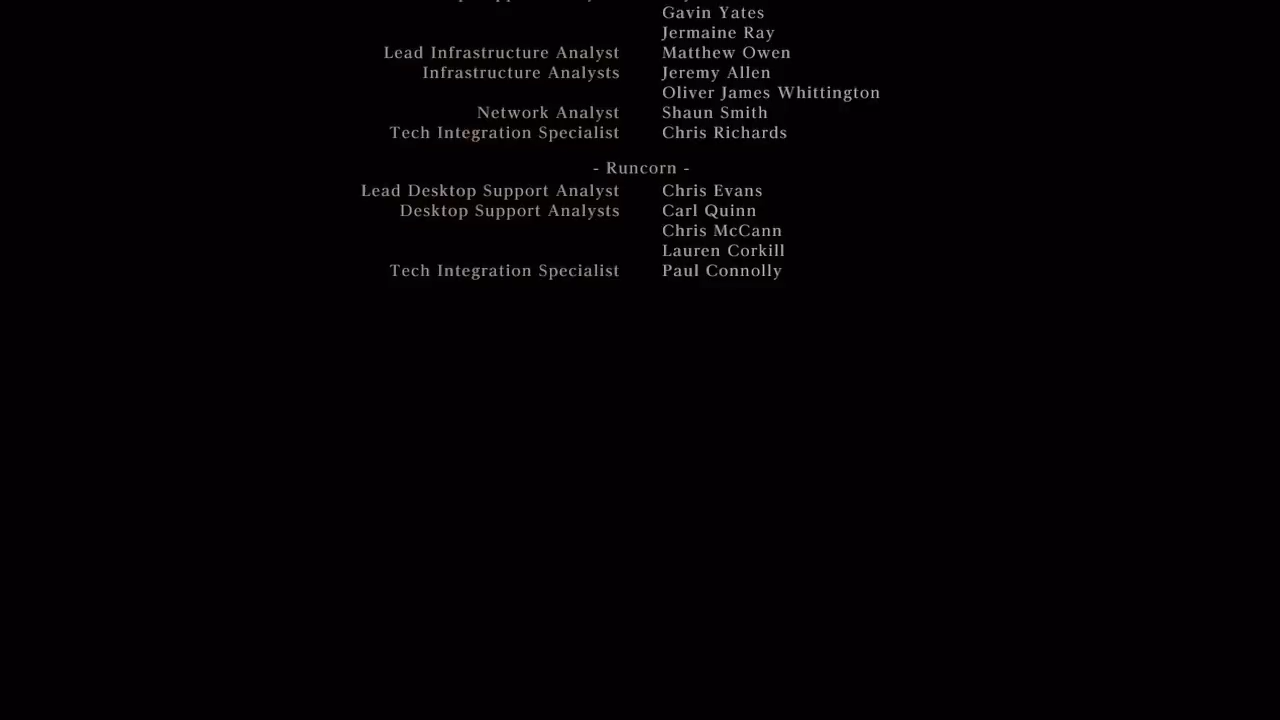 Gavin Yates
Jermaine Ray
Lead Infrastructure Analyst Matthew Owen
Infrastructure Analysts Jeremy Allen
Oliver James Whittington
Network Analyst Shaun Smith
Tech Integration Specialist Chris Richards
- Runcorn -
Lead Desktop Support Analyst Chris Evans
Desktop Support Analysts Carl Quinn
Chris McCann
Lauren Corkill
Tech Integration Specialist Paul Connolly